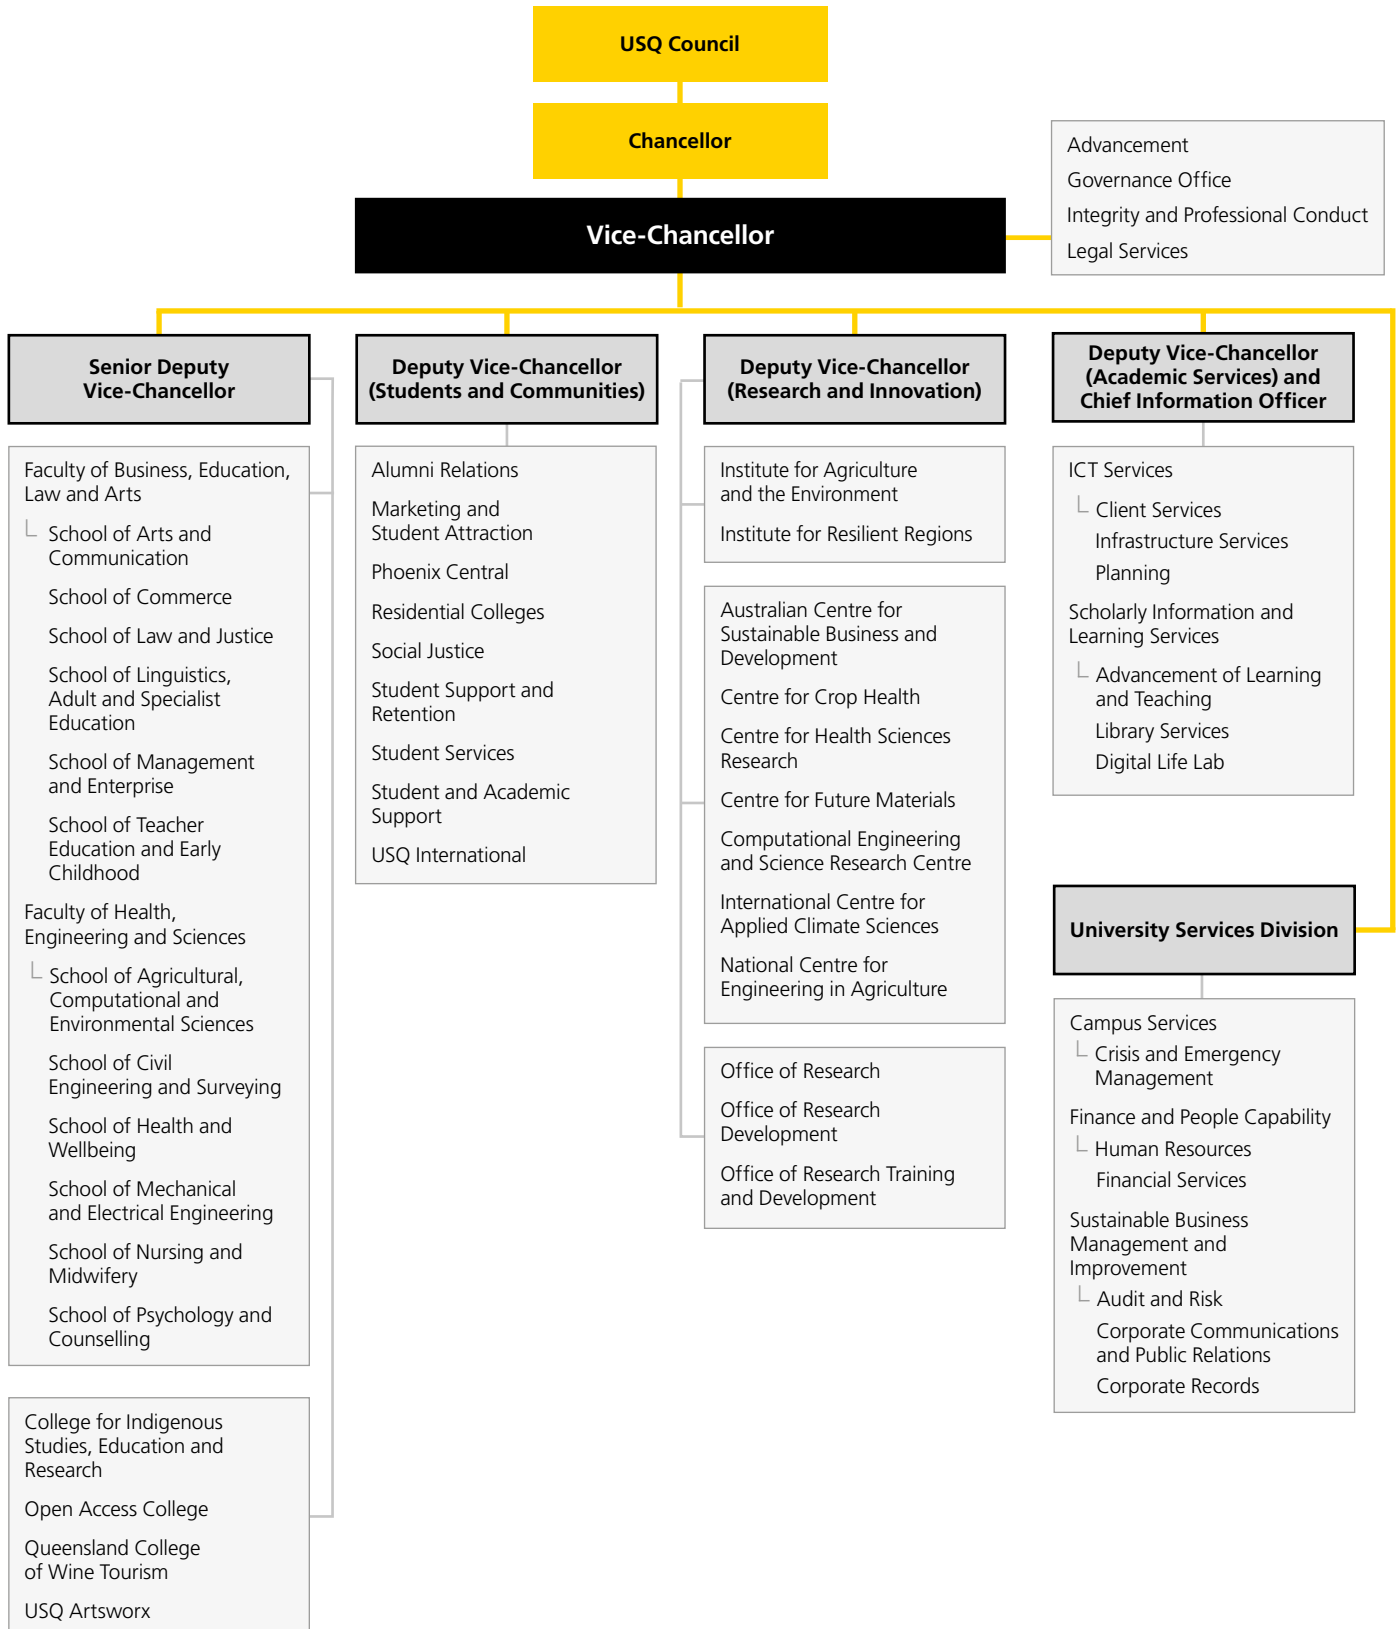 USQ Council
Chancellor
Vice-Chancellor
Advancement
Governance Office
Integrity and Professional Conduct
Legal Services
Senior Deputy
Vice-Chancellor
Faculty of Business, Education,
Law and Arts
School of Arts and
Communication
School of Commerce
School of Law and Justice
School of Linguistics,
Adult and Specialist
Education
School of Management
and Enterprise
School of Teacher
Education and Early
Childhood
Faculty of Health,
Engineering and Sciences
School of Agricultural,
Computational and
Environmental Sciences
School of Civil
Engineering and Surveying
School of Health and
Wellbeing
School of Mechanical
and Electrical Engineering
School of Nursing and
Midwifery
School of Psychology and
Counselling
College for Indigenous
Studies, Education and
Research
Open Access College
Queensland College
of Wine Tourism
USQ Artsworx
Deputy Vice-Chancellor
(Students and Communities)
Alumni Relations
Marketing and
Student Attraction
Phoenix Central
Residential Colleges
Social Justice
Student Support and
Retention
Student Services
Student and Academic
Support
USQ International
Deputy Vice-Chancellor
(Research and Innovation)
Institute for Agriculture
and the Environment
Institute for Resilient Regions
Australian Centre for
Sustainable Business and
Development
Centre for Crop Health
Centre for Health Sciences
Research
Centre for Future Materials
Computational Engineering
and Science Research Centre
International Centre for
Applied Climate Sciences
National Centre for
Engineering in Agriculture
Office of Research
Office of Research
Development
Office of Research Training
and Development
Deputy Vice-Chancellor
(Academic Services) and
Chief Information Officer
ICT Services
Client Services
Infrastructure Services
Planning
Scholarly Information and
Learning Services
Advancement of Learning
and Teaching
Library Services
Digital Life Lab
University Services Division
Campus Services
Crisis and Emergency
Management
Finance and People Capability
Human Resources
Financial Services
Sustainable Business
Management and
Improvement
Audit and Risk
Corporate Communications
and Public Relations
Corporate Records